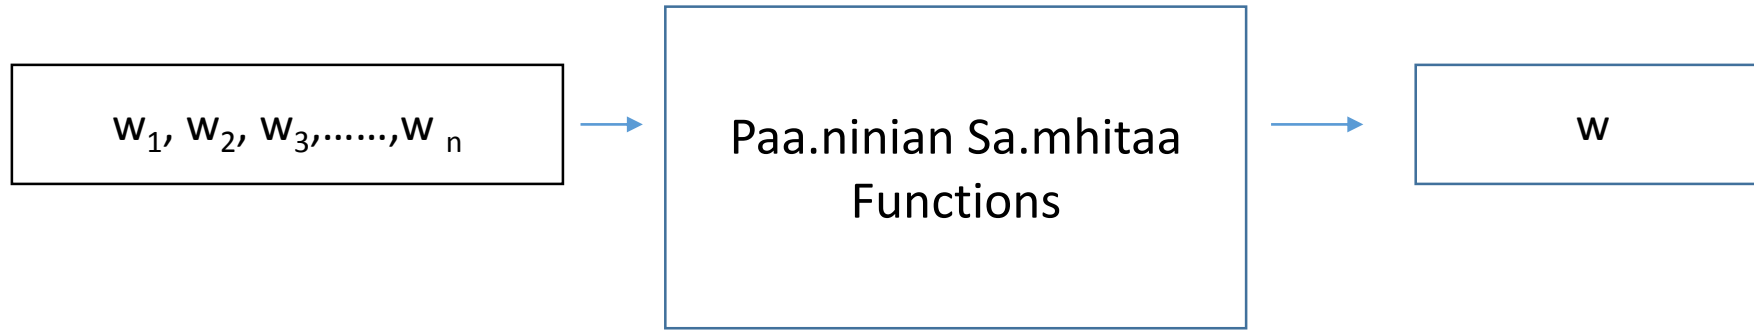 w₁, w₂, w₃,......,w ₙ
Paa.ninian Sa.mhitaa
Functions
w